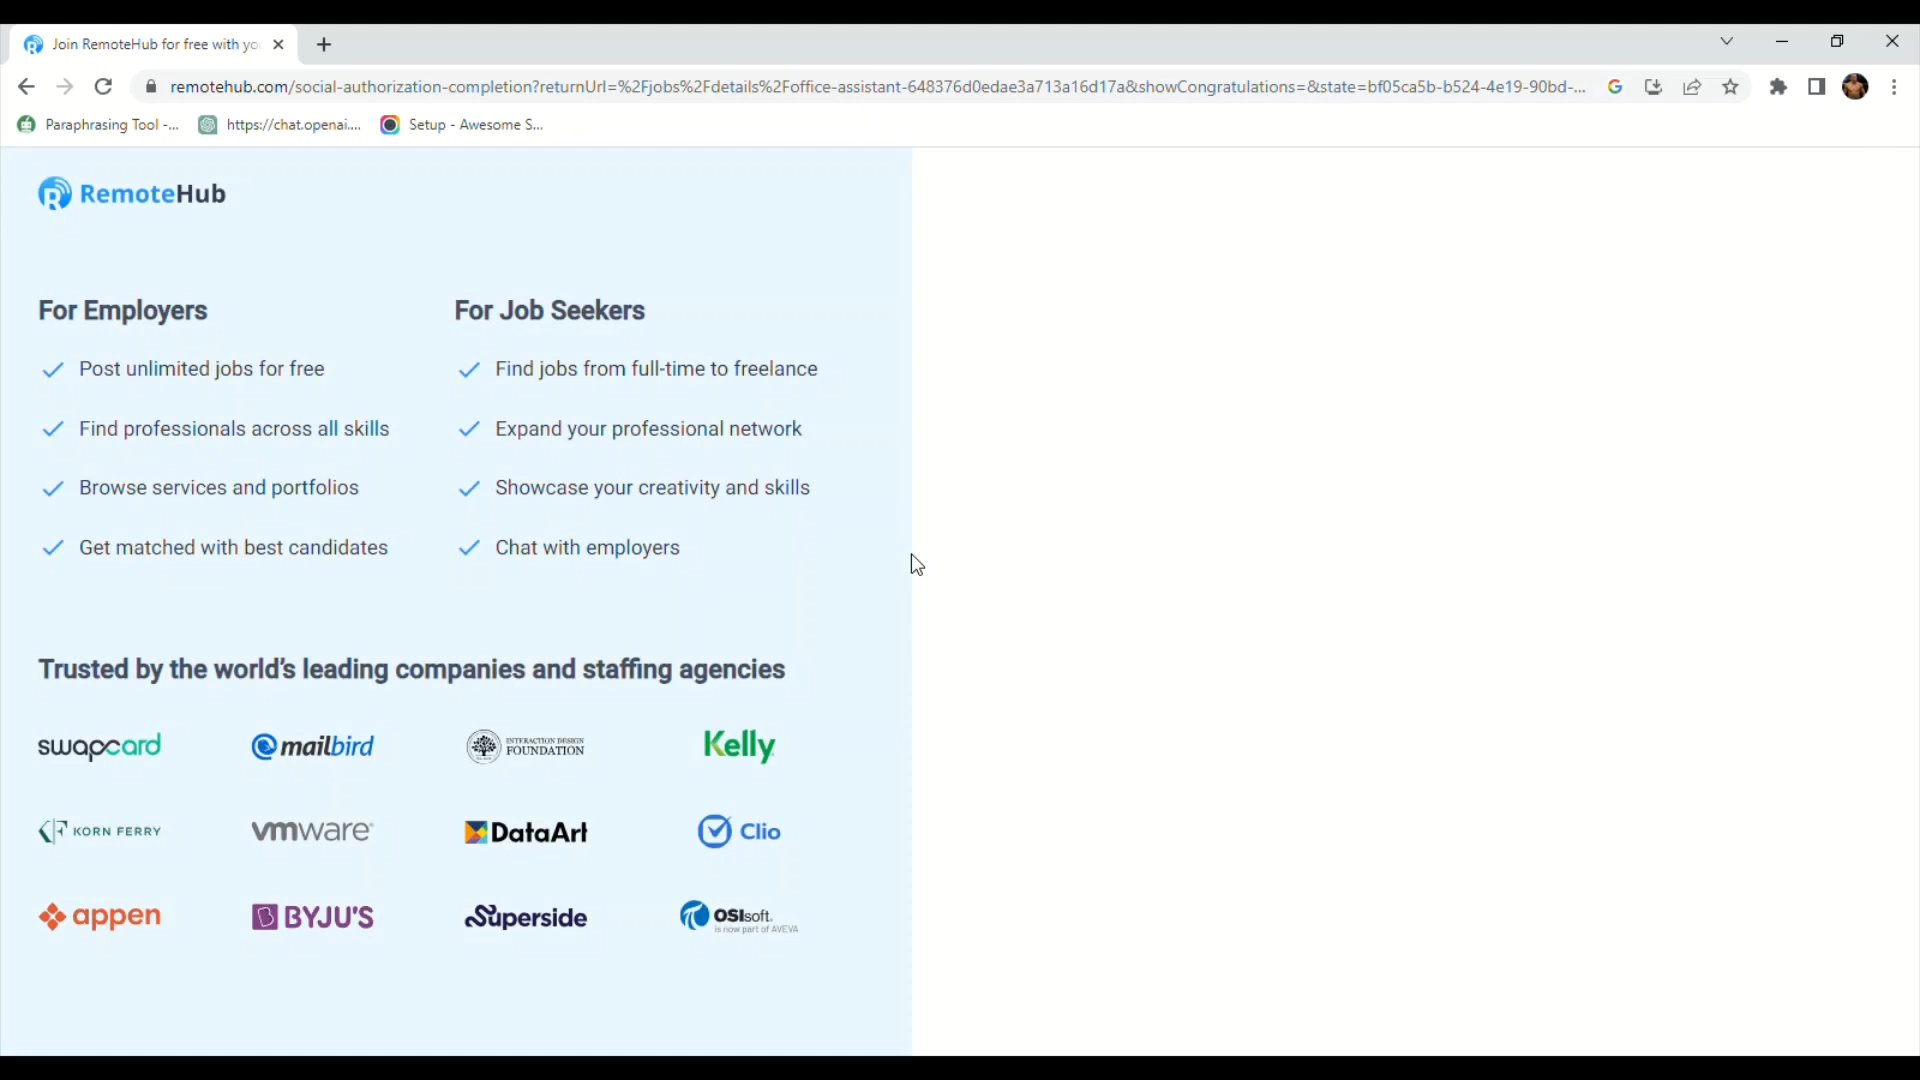 Join RemoteHub for free with yo
remotehub.com/social-authorization-completion?returnUrl=%2Fjobs%2Fdetails%2Foffice-assistant-648376d0edae3a713a16d17a&showCongratulations=&state=bf05ca5b-b524-4e19-90bd-...
Paraphrasing Tool -...
https://chat.openai....
Setup - Awesome S...
RemoteHub
For Employers
Post unlimited jobs for free
Find professionals across all skills
Browse services and portfolios
Get matched with best candidates
For Job Seekers
Find jobs from full-time to freelance
Expand your professional network
Showcase your creativity and skills
Chat with employers
Trusted by the world's leading companies and staffing agencies
swapcard
mailbird
INTERACTION DESIGN
FOUNDATION
Kelly
KORN FERRY
vmware
DataArt
Clio
appen
BYJU'S
Superside
OSIsoft.
is now part of AVEVA